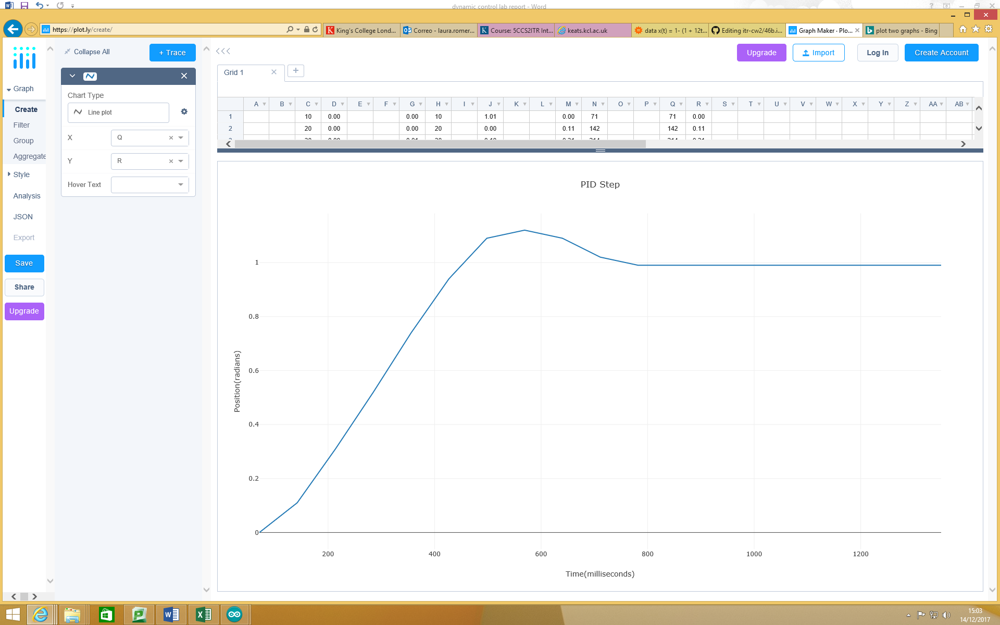 dynamic control lab report - Word
https://plot.ly/create/
King's College Lond...
Correo - laura.romer...
Course: 5CCS2ITR Int...
keats.kcl.ac.uk
data x(t) = 1- (1 + 12t...
Editing itr-cw2/46b.i...
Graph Maker · Plo...
plot two graphs - Bing
Collapse All
+ Trace
Upgrade
Import
Log In
Create Account
Graph
Create
Filter
Group
Aggregate
Style
Analysis
JSON
Export
Save
Share
Upgrade
Chart Type
Line plot
X Q
Y R
Hover Text
Grid 1
A B C D E F G H I J K L M N O P Q R S T U V W X Y Z AA AB
1 10 0.00 0.00 10 1.01 0.00 71 71 0.00
2 20 0.00 0.00 20 0.00 0.11 142 142 0.11
PID Step
1
0.8
0.6
0.4
0.2
0
Position(radians)
200 400 600 800 1000 1200
Time(milliseconds)
15:03
14/12/2017